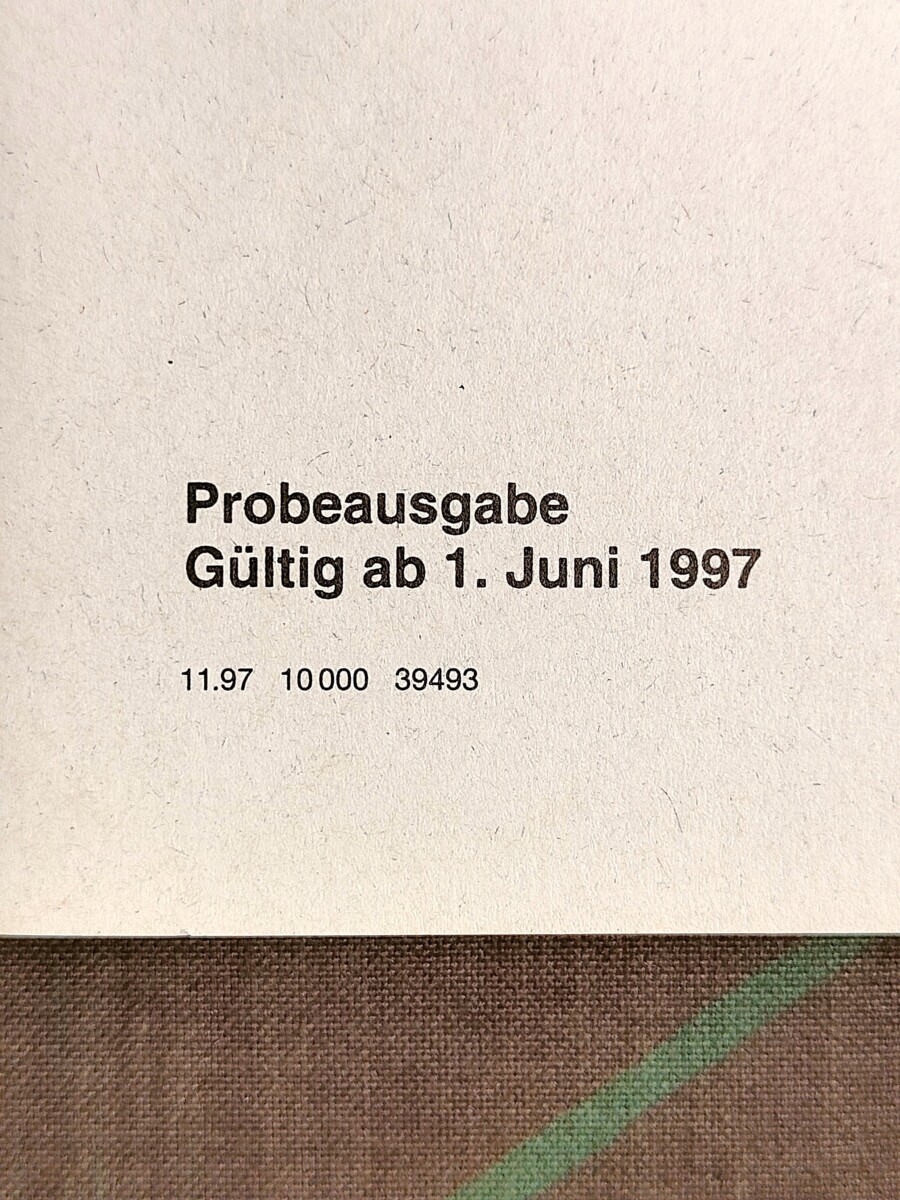 Probeausgabe
Gültig ab 1. Juni 1997
11.97 10 000 39493